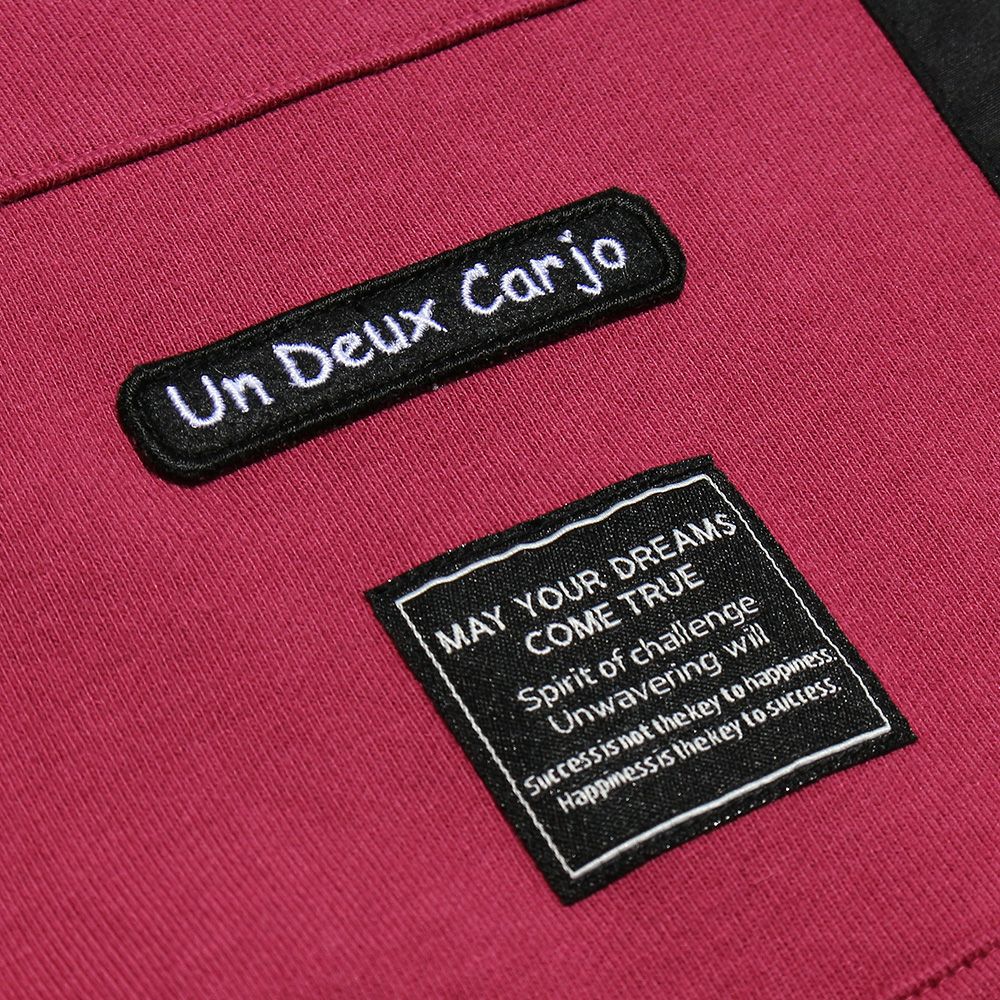 Un Deux Carjo
MAY YOUR DREAMS
COME TRUE
Spirit of challenge
Unwavering will
Success is not the key to happiness.
Happiness is the key to success.